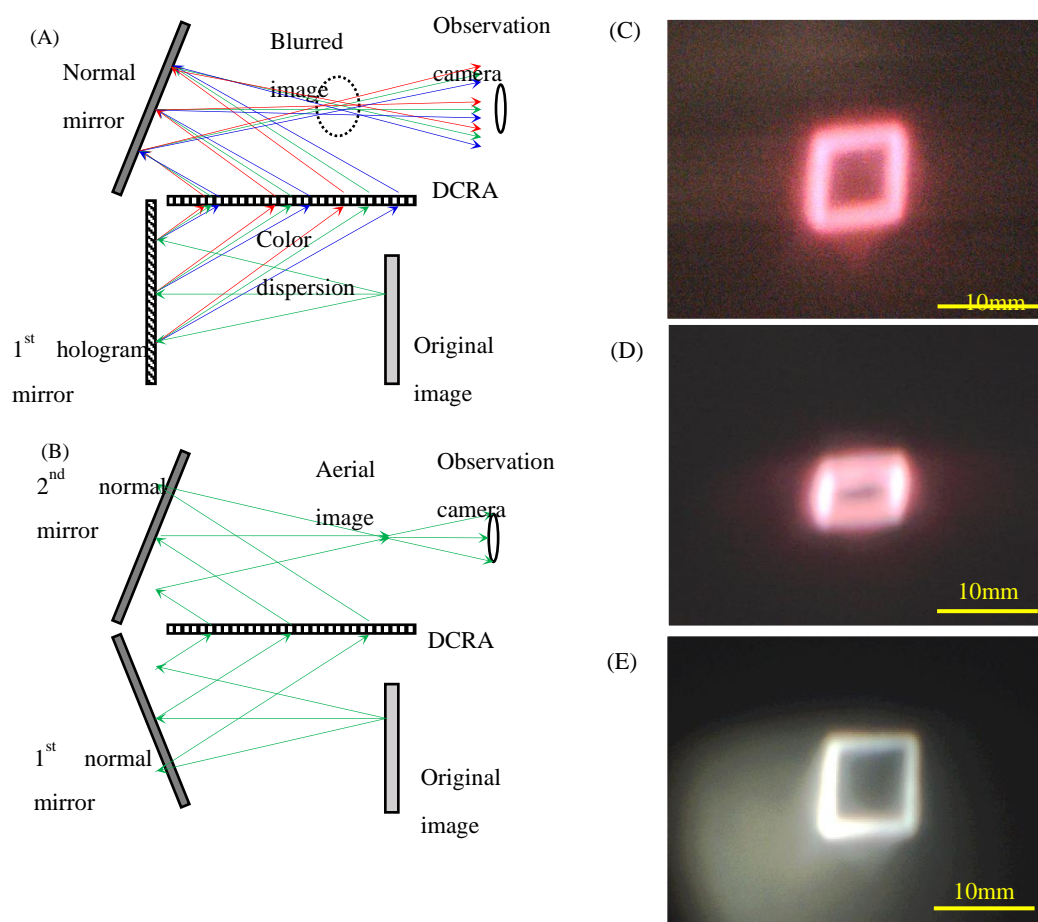 (A)
Normal
mirror
Blurred
image
Observation
camera
DCRA
Color
dispersion
1st hologram
mirror
Original
image
(B)
2nd normal
mirror
Aerial
image
Observation
camera
DCRA
1st normal
mirror
Original
image
(C)
10mm
(D)
10mm
(E)
10mm